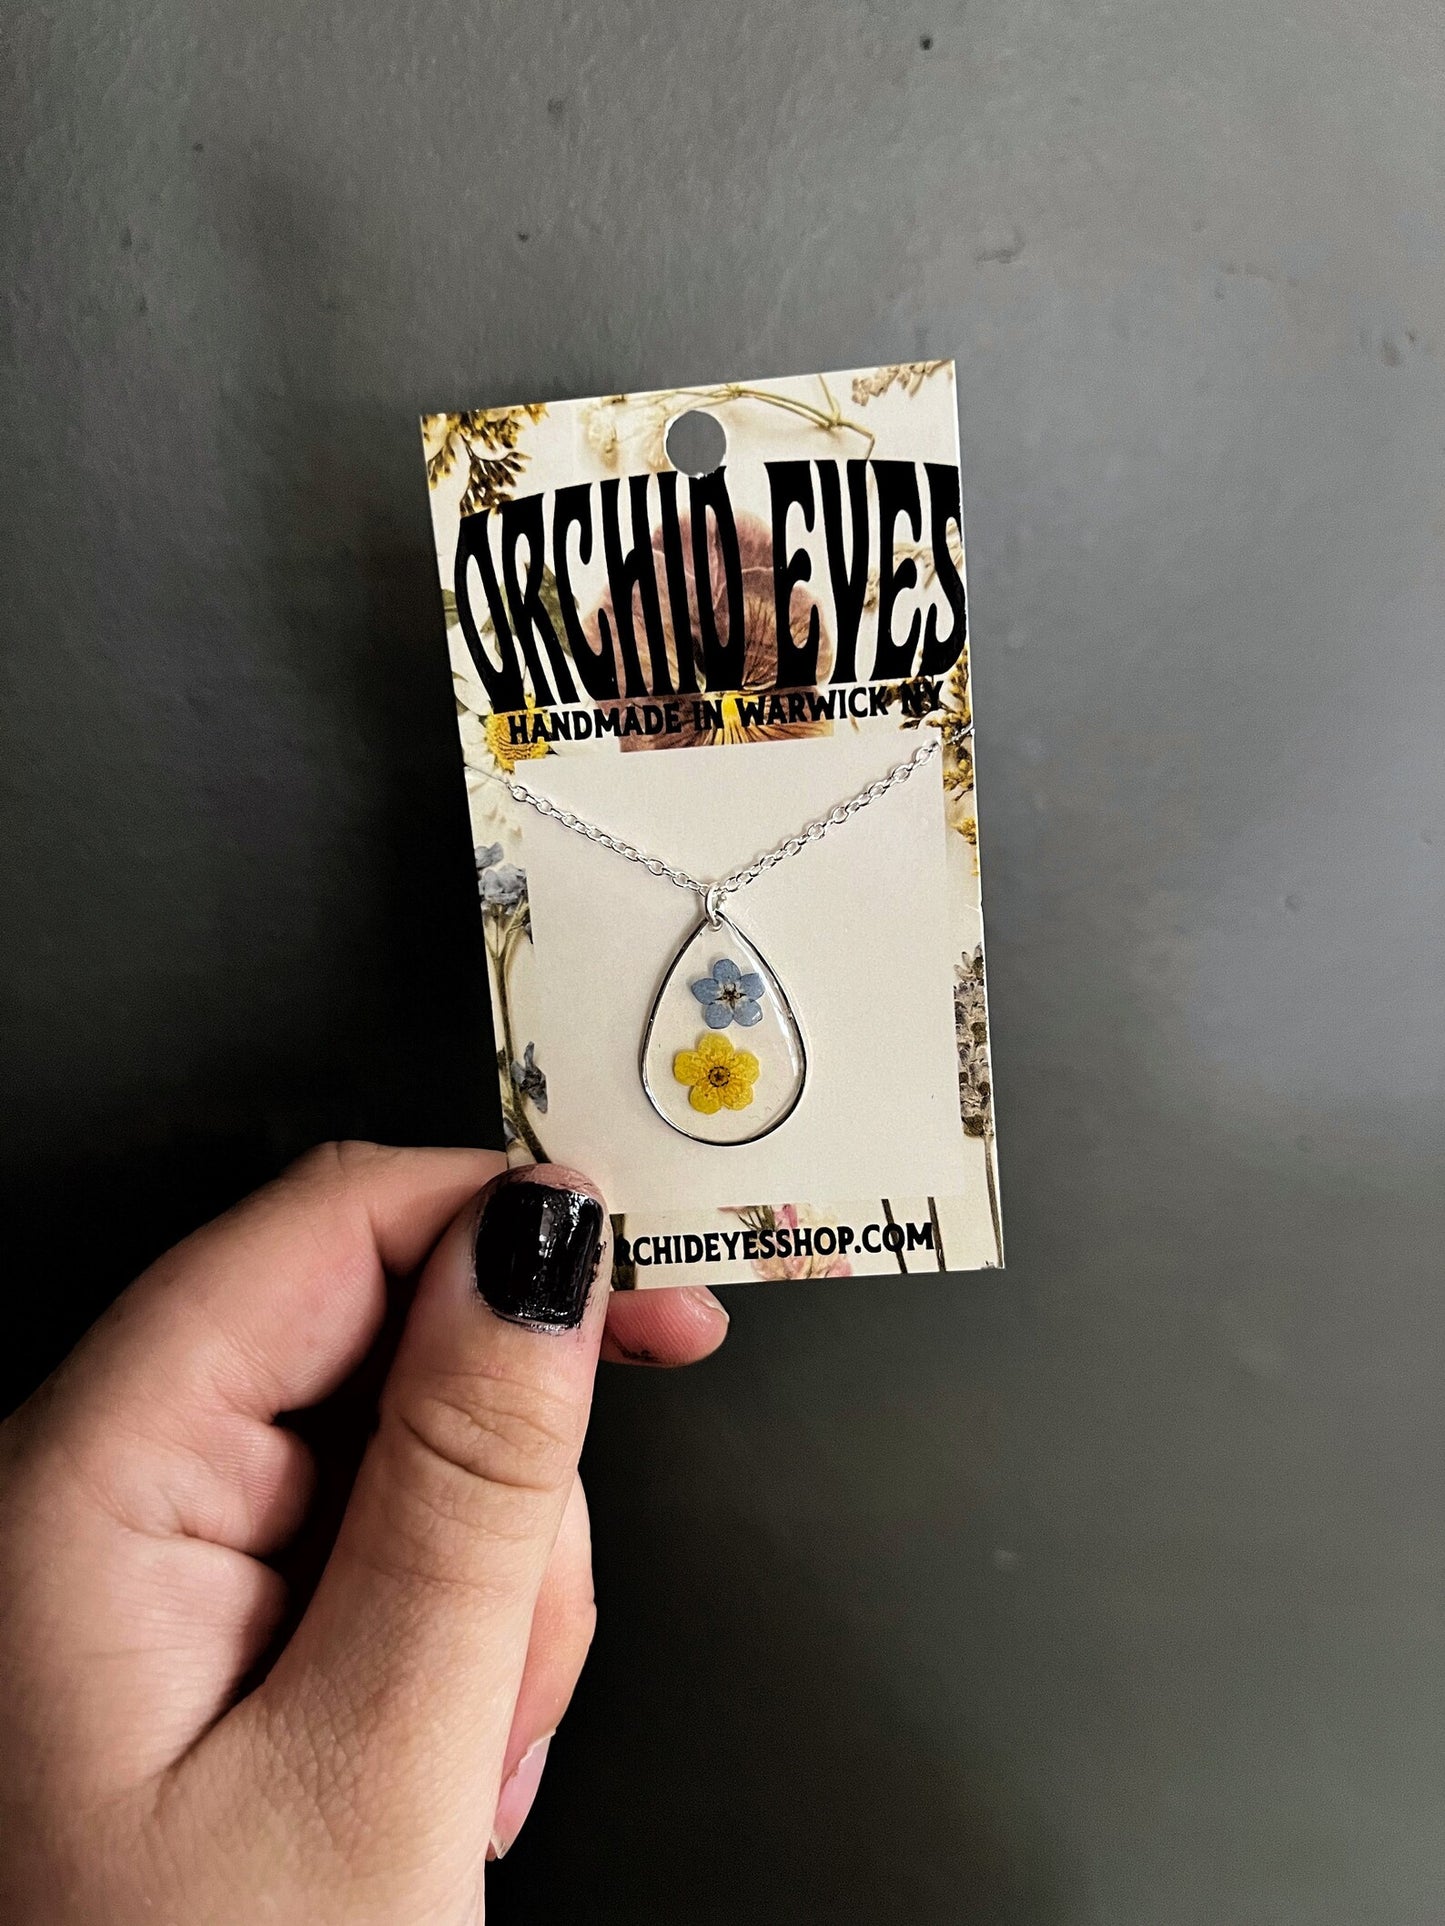 ORCHID EYES
HANDMADE IN WARWICK NY
RCHIDEYESSHOP.COM